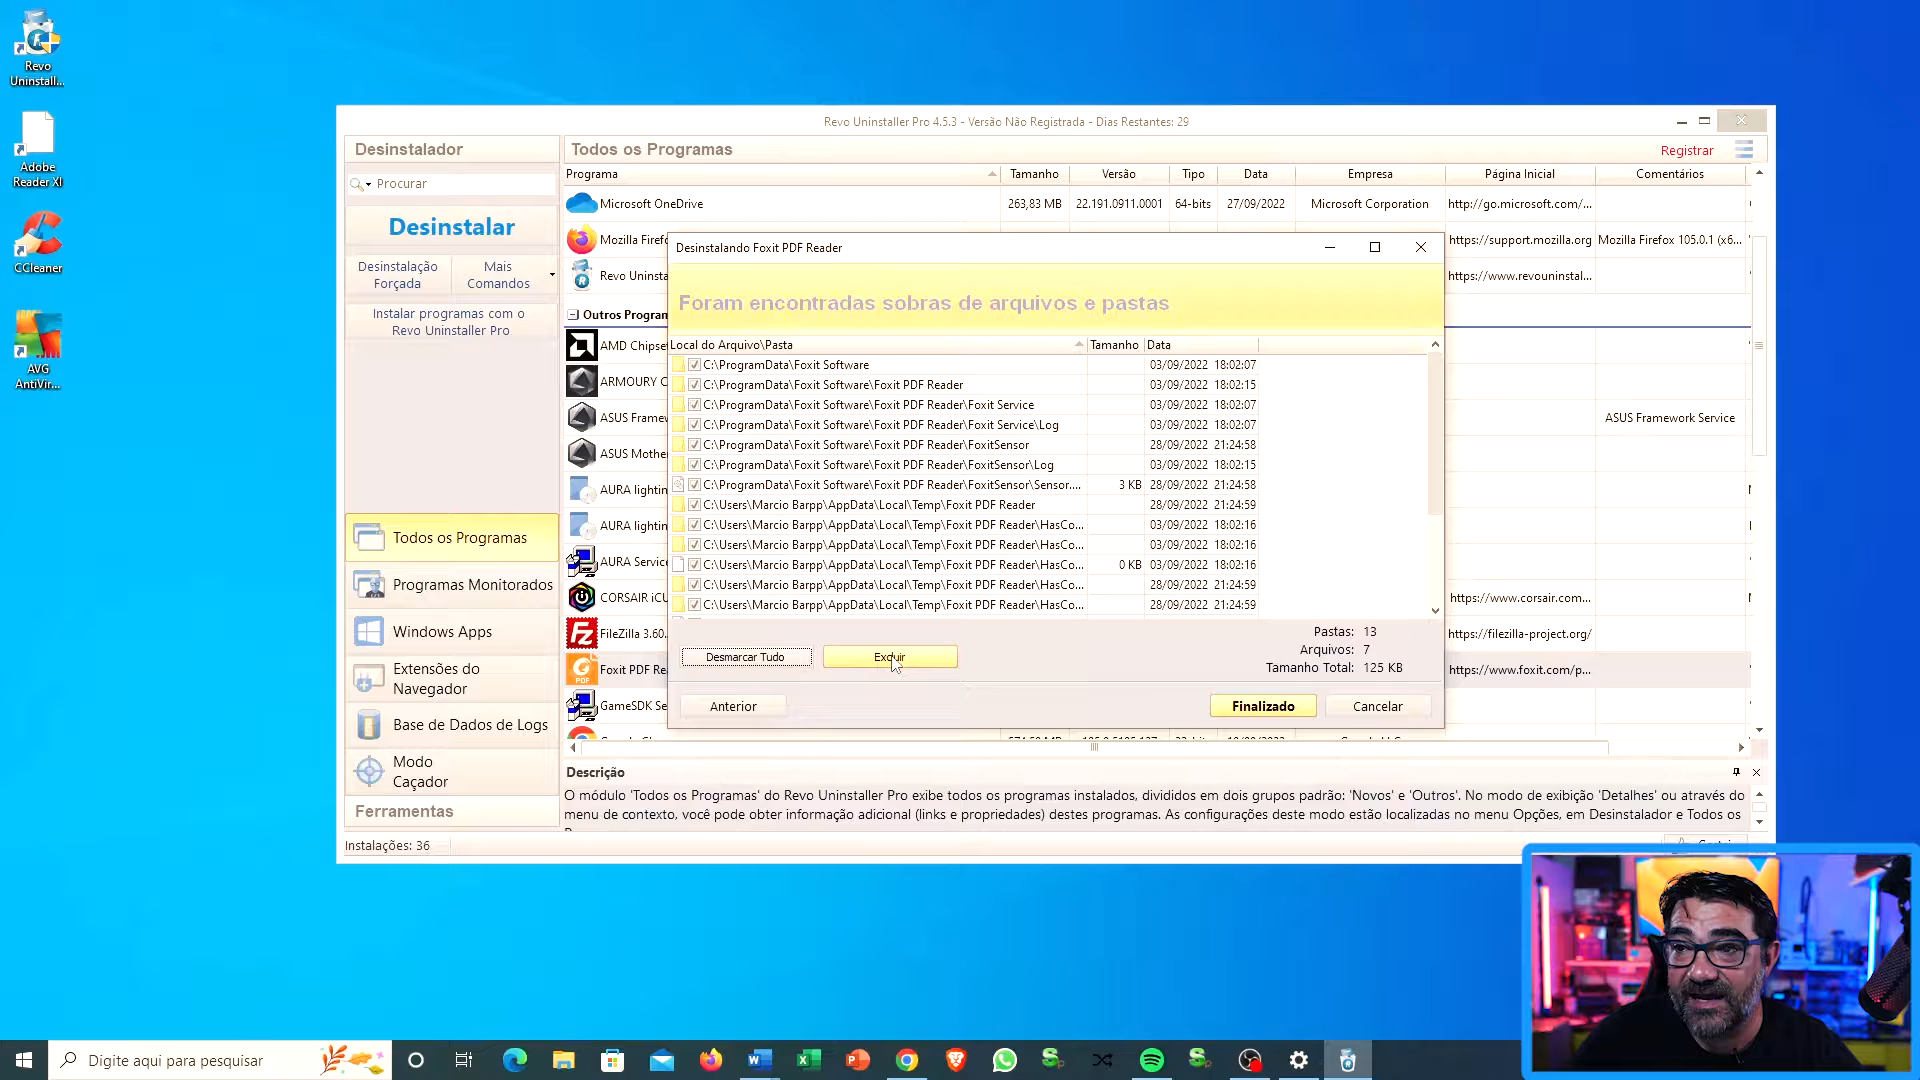 Revo
Uninstall...
Adobe
Reader XI
CCleaner
AVG
AntiVir...
Revo Uninstaller Pro 4.5.3 - Versão Não Registrada - Dias Restantes: 29
Desinstalador
Procurar
Desinstalar
Desinstalação
Forçada
Mais
Comandos
Instalar programas com o
Revo Uninstaller Pro
Todos os Programas
Programas Monitorados
Windows Apps
Extensões do
Navegador
Base de Dados de Logs
Modo
Caçador
Ferramentas
Instalações: 36
Todos os Programas
Registrar
Programa Tamanho Versão Tipo Data Empresa Página Inicial Comentários
Microsoft OneDrive 263,83 MB 22.191.0911.0001 64-bits 27/09/2022 Microsoft Corporation http://go.microsoft.com/...
Mozilla Firefo https://support.mozilla.org Mozilla Firefox 105.0.1 (x6...
Revo Uninsta https://www.revouninstal...
Outros Program
AMD Chipse
ARMOURY C
ASUS Framew ASUS Framework Service
ASUS Mothe
AURA lightin
AURA lightin
AURA Service
CORSAIR iCU https://www.corsair.com...
FileZilla 3.60. https://filezilla-project.org/
Foxit PDF Rea https://www.foxit.com/p...
GameSDK Se
Desinstalando Foxit PDF Reader
Foram encontradas sobras de arquivos e pastas
Local do Arquivo\Pasta Tamanho Data
C:\ProgramData\Foxit Software 03/09/2022 18:02:07
C:\ProgramData\Foxit Software\Foxit PDF Reader 03/09/2022 18:02:15
C:\ProgramData\Foxit Software\Foxit PDF Reader\Foxit Service 03/09/2022 18:02:07
C:\ProgramData\Foxit Software\Foxit PDF Reader\Foxit Service\Log 03/09/2022 18:02:07
C:\ProgramData\Foxit Software\Foxit PDF Reader\FoxitSensor 28/09/2022 21:24:58
C:\ProgramData\Foxit Software\Foxit PDF Reader\FoxitSensor\Log 03/09/2022 18:02:15
C:\ProgramData\Foxit Software\Foxit PDF Reader\FoxitSensor\Sensor.... 3 KB 28/09/2022 21:24:58
C:\Users\Marcio Barpp\AppData\Local\Temp\Foxit PDF Reader 28/09/2022 21:24:59
C:\Users\Marcio Barpp\AppData\Local\Temp\Foxit PDF Reader\HasCo... 03/09/2022 18:02:16
C:\Users\Marcio Barpp\AppData\Local\Temp\Foxit PDF Reader\HasCo... 03/09/2022 18:02:16
C:\Users\Marcio Barpp\AppData\Local\Temp\Foxit PDF Reader\HasCo... 0 KB 03/09/2022 18:02:16
C:\Users\Marcio Barpp\AppData\Local\Temp\Foxit PDF Reader\HasCo... 28/09/2022 21:24:59
C:\Users\Marcio Barpp\AppData\Local\Temp\Foxit PDF Reader\HasCo... 28/09/2022 21:24:59
Pastas: 13
Arquivos: 7
Tamanho Total: 125 KB
Desmarcar Tudo
Excluir
Anterior
Finalizado
Cancelar
Descrição
O módulo 'Todos os Programas' do Revo Uninstaller Pro exibe todos os programas instalados, divididos em dois grupos padrão: 'Novos' e 'Outros'. No modo de exibição 'Detalhes' ou através do
menu de contexto, você pode obter informação adicional (links e propriedades) destes programas. As configurações deste modo estão localizadas no menu Opções, em Desinstalador e Todos os
Digite aqui para pesquisar